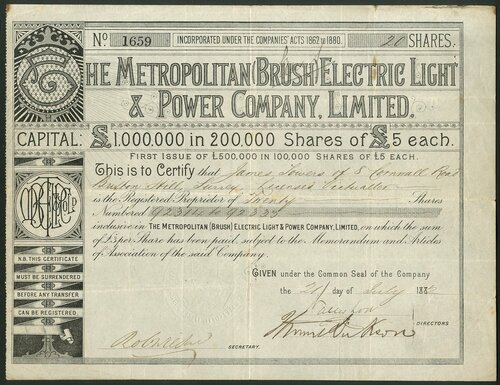 No. 1659 INCORPORATED UNDER THE COMPANIES' ACTS 1862 TO 1880. 20 SHARES.
THE METROPOLITAN (BRUSH) ELECTRIC LIGHT
& POWER COMPANY, LIMITED.
CAPITAL: £1,000,000 in 200,000 Shares of £5 each.
FIRST ISSUE OF £500,000 IN 100,000 SHARES OF £5 EACH.
This is to Certify that James Towers of 5 Cornwall Road
Brixton Hill, Surrey, Licensed Victualler
is the Registered Proprietor of Twenty Shares
Numbered 92314 to 92333
inclusive in THE METROPOLITAN (BRUSH) ELECTRIC LIGHT & POWER COMPANY, LIMITED, on which the sum
of £3 per Share has been paid, subject to the Memorandum and Articles
of Association of the said Company.
N.B. THIS CERTIFICATE
MUST BE SURRENDERED
BEFORE ANY TRANSFER
CAN BE REGISTERED
GIVEN under the Common Seal of the Company
the day of July 1882
DIRECTORS
SECRETARY.